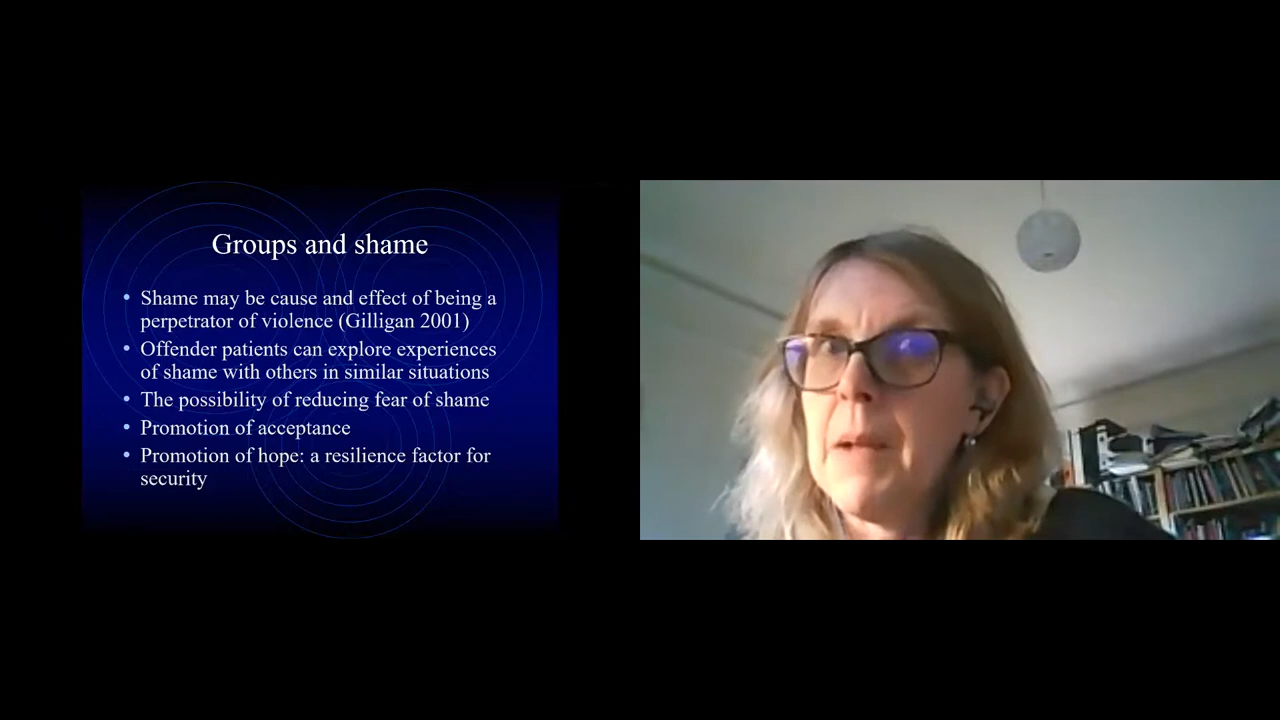 Groups and shame
• Shame may be cause and effect of being a
perpetrator of violence (Gilligan 2001)
• Offender patients can explore experiences
of shame with others in similar situations
• The possibility of reducing fear of shame
• Promotion of acceptance
• Promotion of hope: a resilience factor for
security